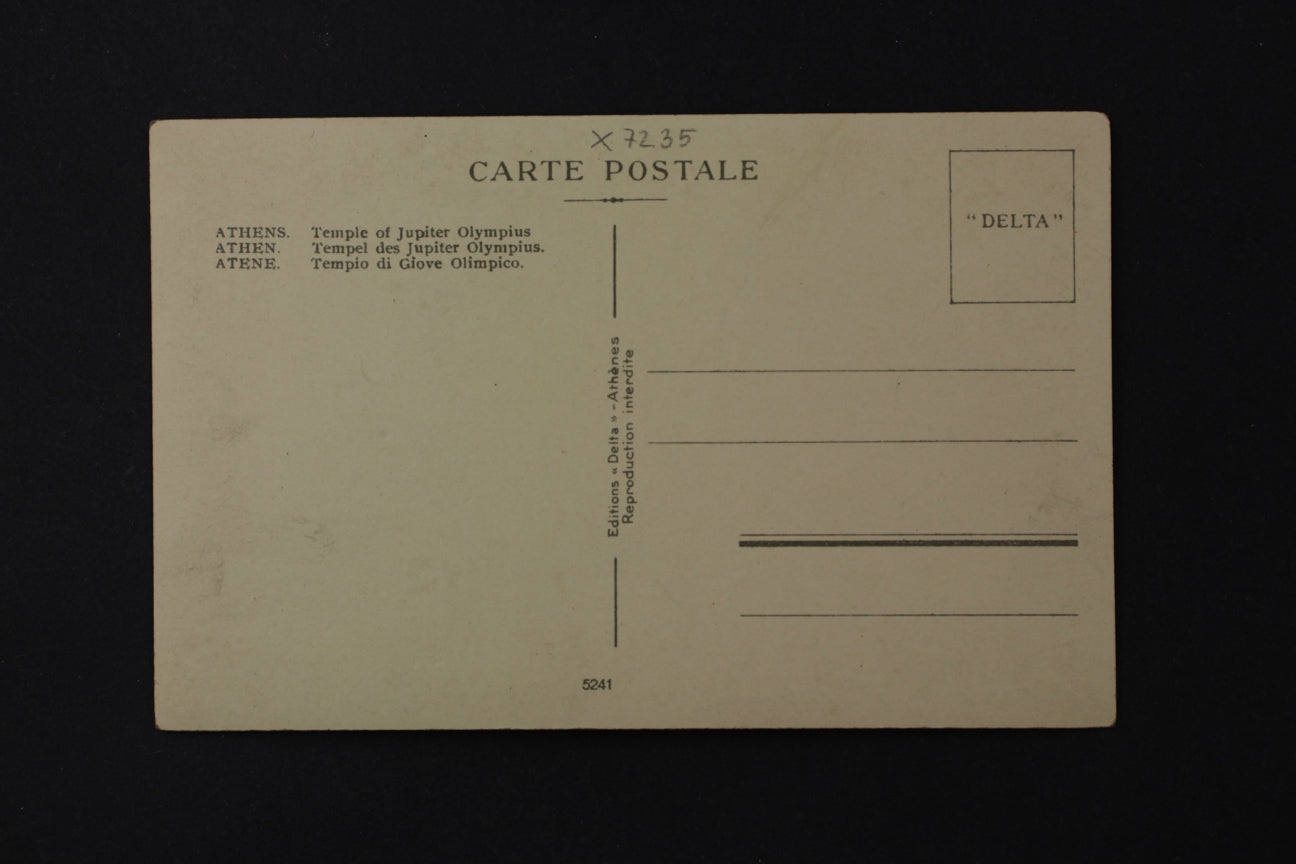 X 7235
CARTE POSTALE
"DELTA"
ATHENS. Temple of Jupiter Olympius
ATHEN. Tempel des Jupiter Olympius.
ATENE. Tempio di Giove Olimpico.
Editions « Delta » - Athènes
Reproduction interdite
5241